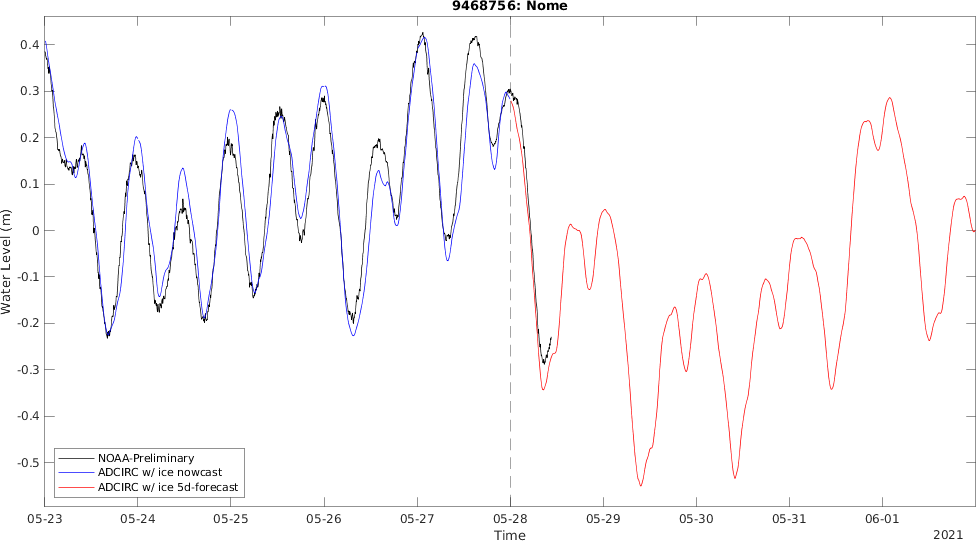 9468756: Nome
Water Level (m)
0.4
0.3
0.2
0.1
0
-0.1
-0.2
-0.3
-0.4
-0.5
NOAA-Preliminary
ADCIRC w/ ice nowcast
ADCIRC w/ ice 5d-forecast
05-23 05-24 05-25 05-26 05-27 05-28 05-29 05-30 05-31 06-01
Time
2021